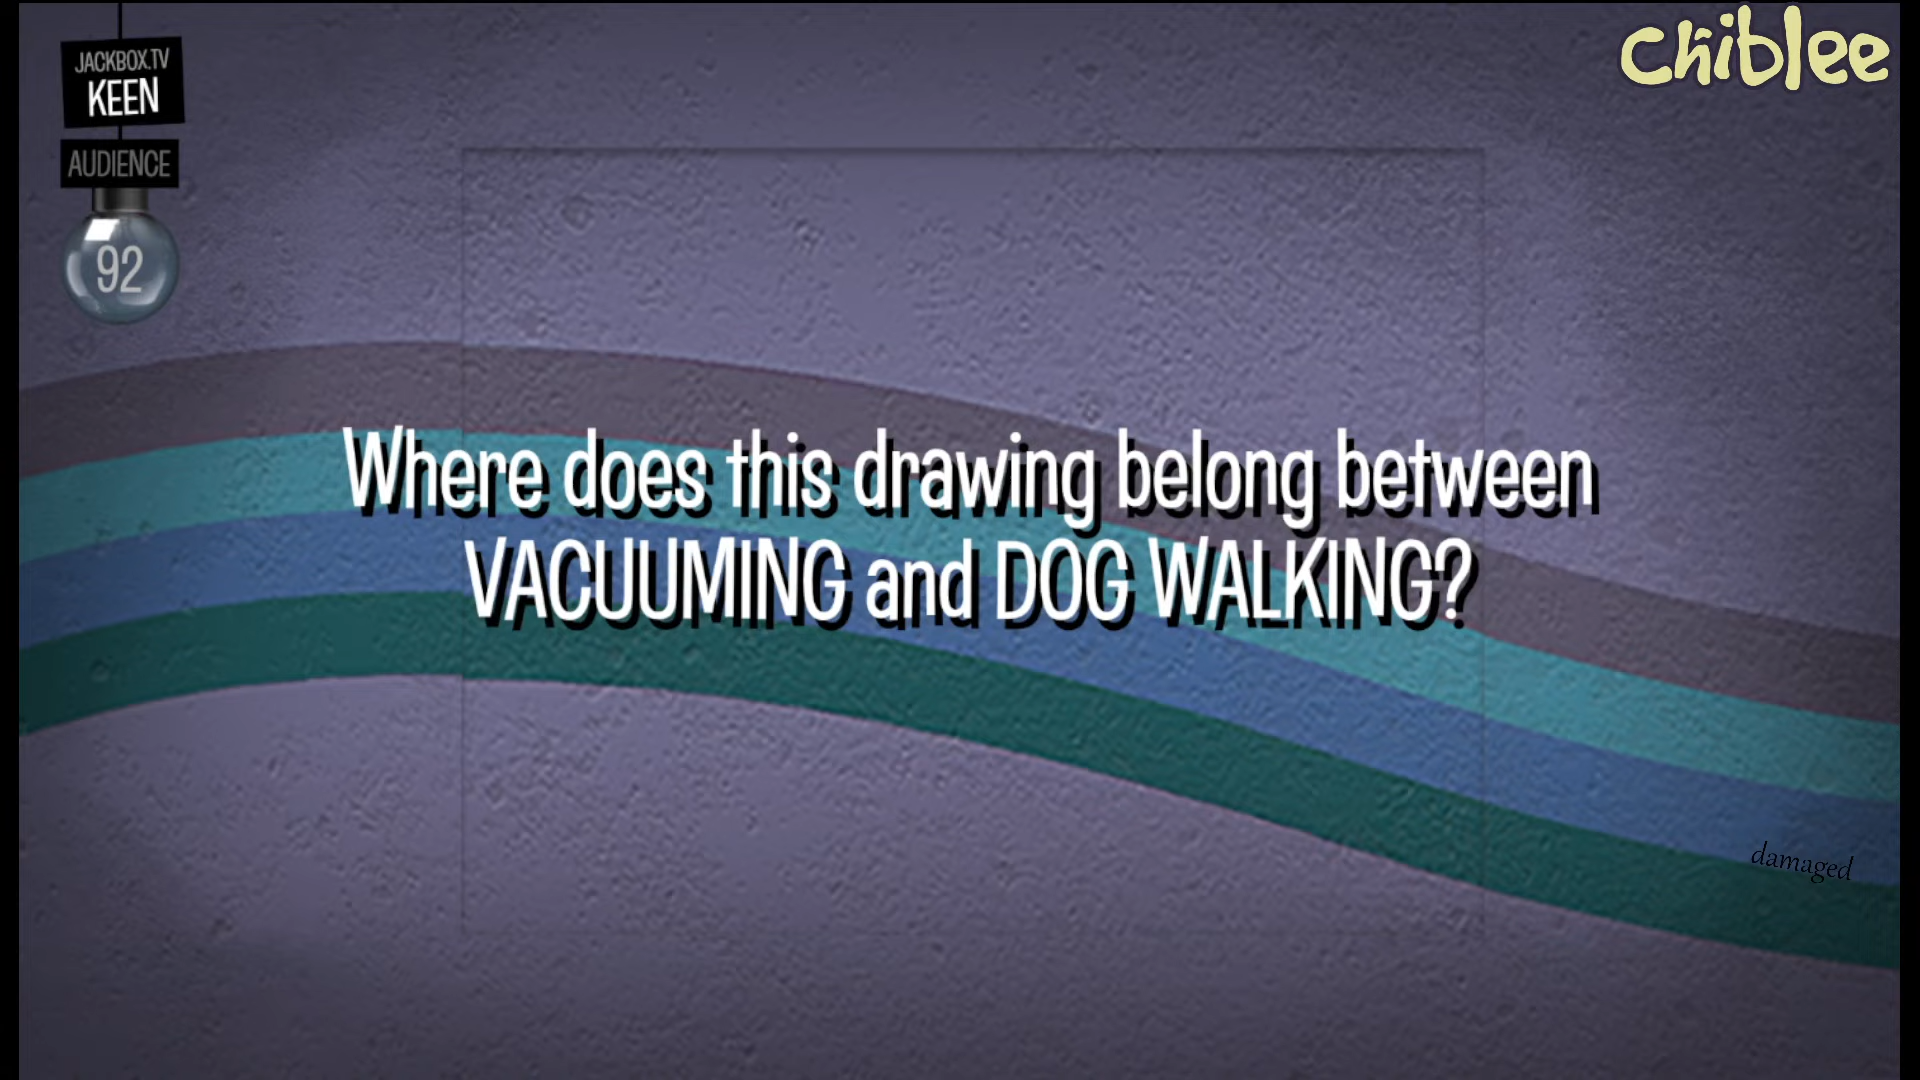 JACKBOX.TV
KEEN
AUDIENCE
92
chiblee
Where does this drawing belong between
VACUUMING and DOG WALKING?
damaged